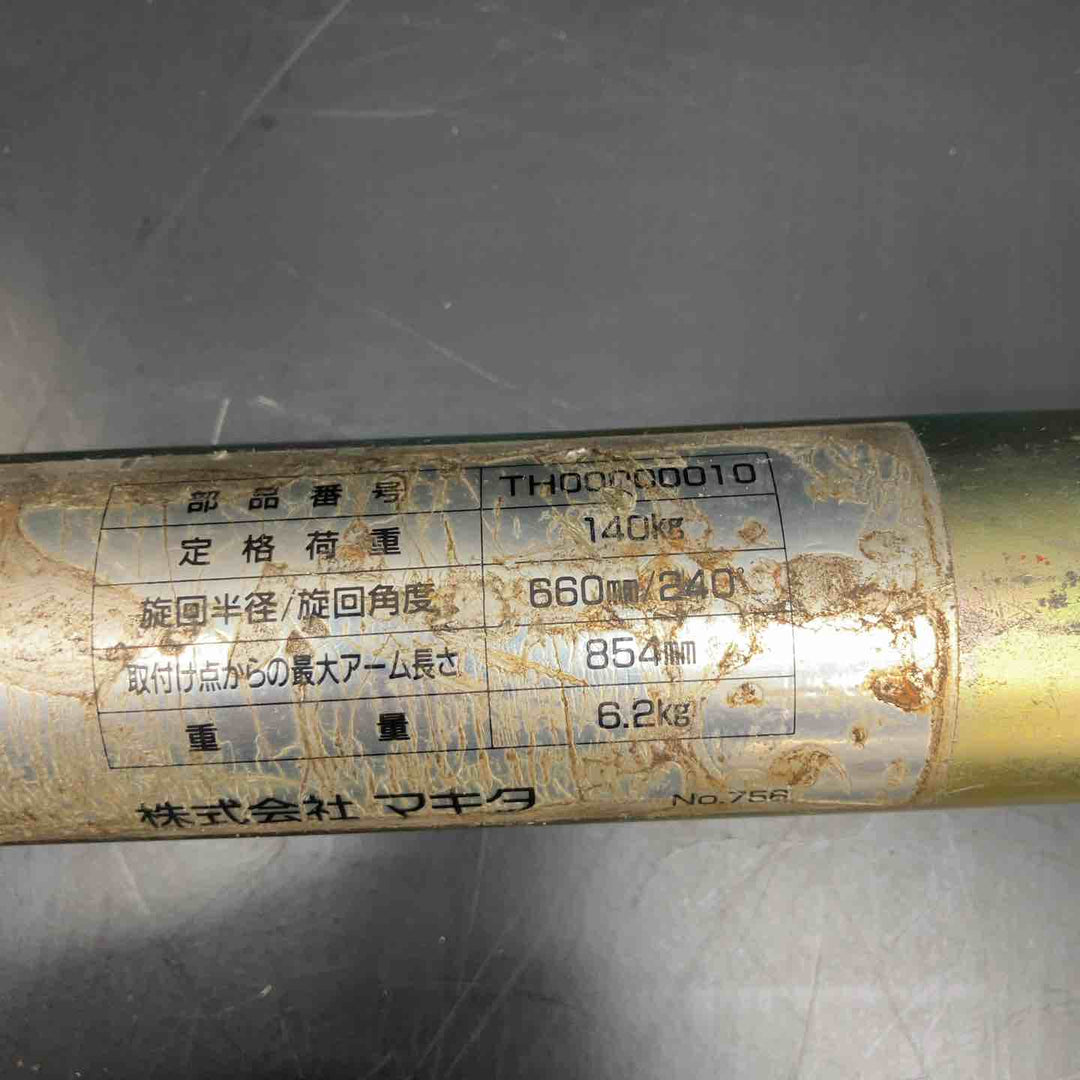 部品番号 TH00000010
定格荷重 140kg
旋回半径/旋回角度 660mm/240°
取付け点からの最大アーム長さ 854mm
重量 6.2kg
株式会社 マキタ No.756